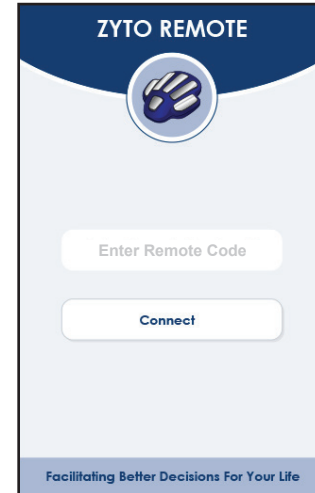 ZYTO REMOTE
Enter Remote Code
Connect
Facilitating Better Decisions For Your Life